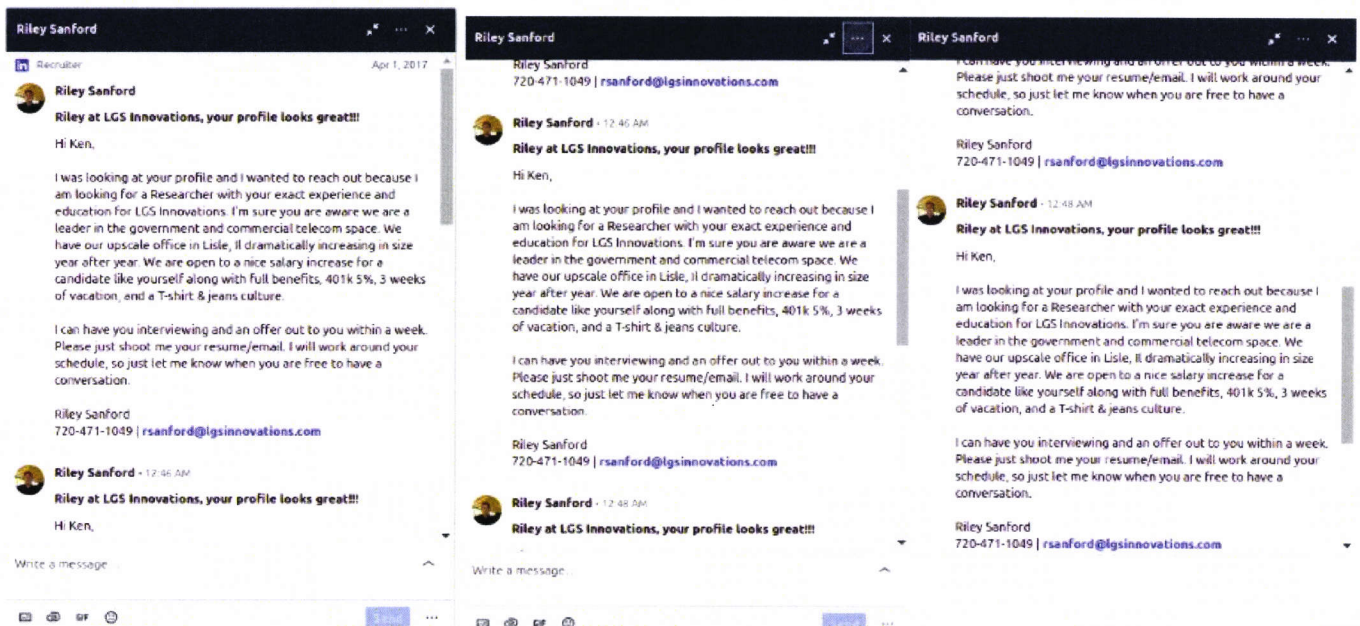 Riley Sanford
Recruiter Apr 1, 2017
Riley Sanford
Riley at LGS Innovations, your profile looks great!!!
Hi Ken,
I was looking at your profile and I wanted to reach out because I
am looking for a Researcher with your exact experience and
education for LGS Innovations. I'm sure you are aware we are a
leader in the government and commercial telecom space. We
have our upscale office in Lisle, Il dramatically increasing in size
year after year. We are open to a nice salary increase for a
candidate like yourself along with full benefits, 401k 5%, 3 weeks
of vacation, and a T-shirt & jeans culture.
I can have you interviewing and an offer out to you within a week.
Please just shoot me your resume/email. I will work around your
schedule, so just let me know when you are free to have a
conversation.
Riley Sanford
720-471-1049 | rsanford@lgsinnovations.com
Riley Sanford · 12:46 AM
Riley at LGS Innovations, your profile looks great!!!
Hi Ken,
Write a message
GIF
Send
Riley Sanford
Riley Sanford
720-471-1049 | rsanford@lgsinnovations.com
Riley Sanford · 12:46 AM
Riley at LGS Innovations, your profile looks great!!!
Hi Ken,
I was looking at your profile and I wanted to reach out because I
am looking for a Researcher with your exact experience and
education for LGS Innovations. I'm sure you are aware we are a
leader in the government and commercial telecom space. We
have our upscale office in Lisle, Il dramatically increasing in size
year after year. We are open to a nice salary increase for a
candidate like yourself along with full benefits, 401k 5%, 3 weeks
of vacation, and a T-shirt & jeans culture.
I can have you interviewing and an offer out to you within a week.
Please just shoot me your resume/email. I will work around your
schedule, so just let me know when you are free to have a
conversation.
Riley Sanford
720-471-1049 | rsanford@lgsinnovations.com
Riley Sanford · 12:48 AM
Riley at LGS Innovations, your profile looks great!!!
Write a message...
GIF
Send
Riley Sanford
I can have you interviewing and an offer out to you within a week.
Please just shoot me your resume/email. I will work around your
schedule, so just let me know when you are free to have a
conversation.
Riley Sanford
720-471-1049 | rsanford@lgsinnovations.com
Riley Sanford · 12:48 AM
Riley at LGS Innovations, your profile looks great!!!
Hi Ken,
I was looking at your profile and I wanted to reach out because I
am looking for a Researcher with your exact experience and
education for LGS Innovations. I'm sure you are aware we are a
leader in the government and commercial telecom space. We
have our upscale office in Lisle, Il dramatically increasing in size
year after year. We are open to a nice salary increase for a
candidate like yourself along with full benefits, 401k 5%, 3 weeks
of vacation, and a T-shirt & jeans culture.
I can have you interviewing and an offer out to you within a week.
Please just shoot me your resume/email. I will work around your
schedule, so just let me know when you are free to have a
conversation.
Riley Sanford
720-471-1049 | rsanford@lgsinnovations.com